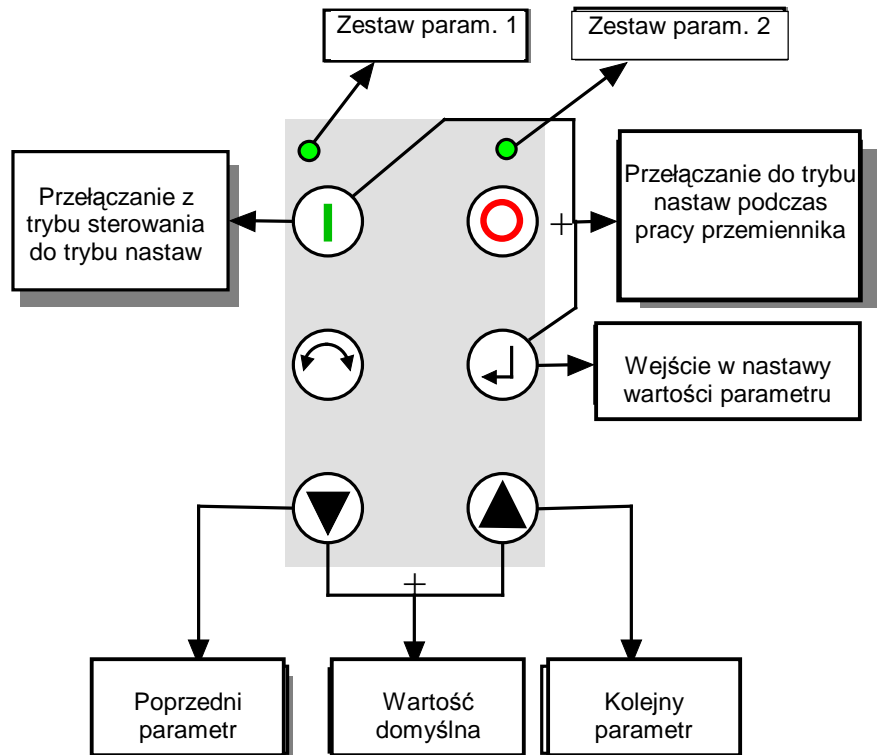 Zestaw param. 1
Zestaw param. 2
Przełączanie z
trybu sterowania
do trybu nastaw
Przełączanie do trybu
nastaw podczas
pracy przemiennika
+
Wejście w nastawy
wartości parametru
+
Poprzedni
parametr
Wartość
domyślna
Kolejny
parametr